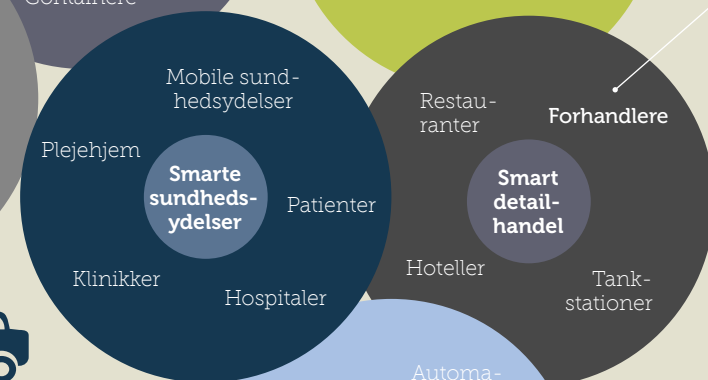 Containere
Mobile sund-
hedsydelser
Plejehjem
Smarte
sundheds-
ydelser
Patienter
Klinikker
Hospitaler
Restau-
ranter
Forhandlere
Smart
detail-
handel
Hoteller
Tank-
stationer
Automa-